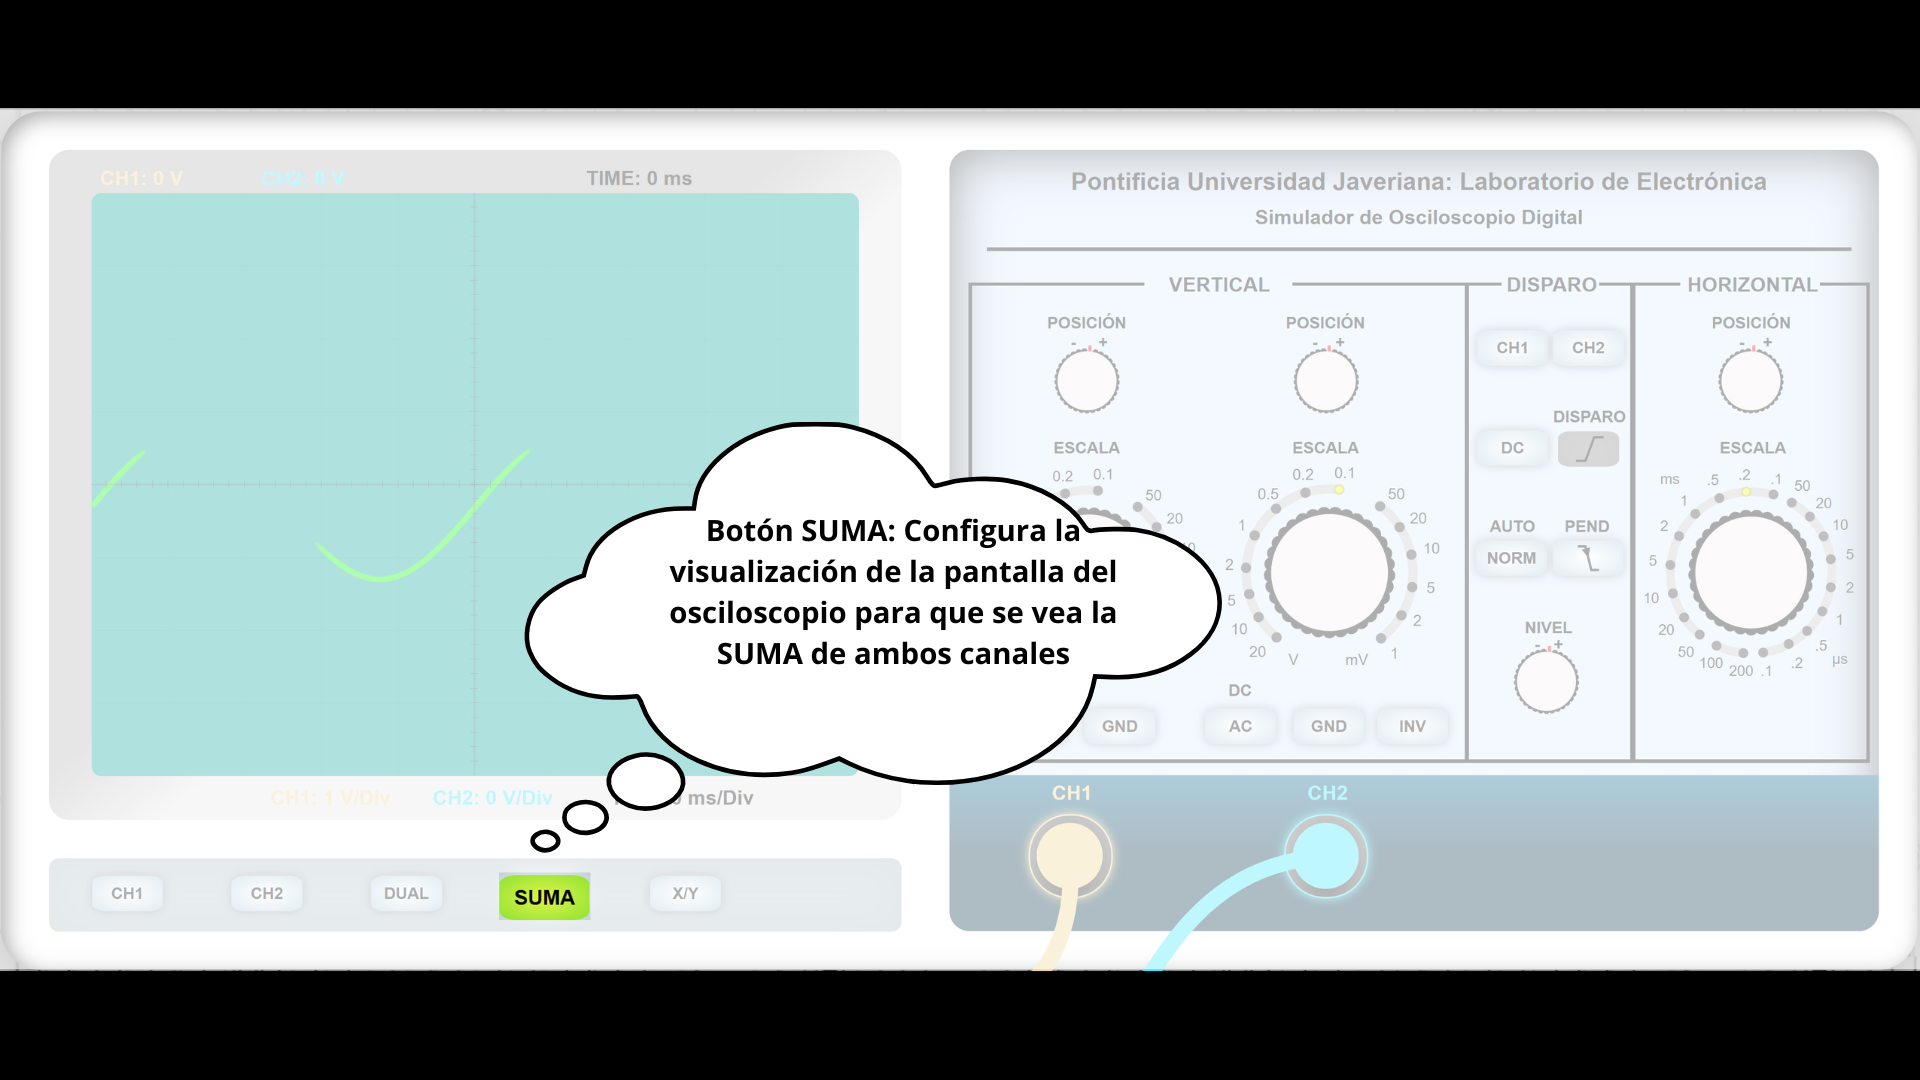 CH1: 0 V
CH2: 0 V
TIME: 0 ms
Pontificia Universidad Javeriana: Laboratorio de Electrónica
Simulador de Osciloscopio Digital
VERTICAL
DISPARO
HORIZONTAL
POSICIÓN
- +
POSICIÓN
- +
CH1
CH2
POSICIÓN
- +
DISPARO
DC
ESCALA
ESCALA
ESCALA
0.2 0.1
50
20
0.2 0.1
0.5
1
2
5
10
20
V
50
20
10
5
2
1
mV
ms
.5 .2 .1
1
2
5
10
20
50
100
200
50
20
10
5
2
1
.5
.2
.1
µs
AUTO
PEND
NORM
NIVEL
- +
Botón SUMA: Configura la
visualización de la pantalla del
osciloscopio para que se vea la
SUMA de ambos canales
GND
DC
AC
GND
INV
CH1: 1 V/Div
CH2: 0 V/Div
ms/Div
CH1
CH2
CH1
CH2
DUAL
SUMA
X/Y